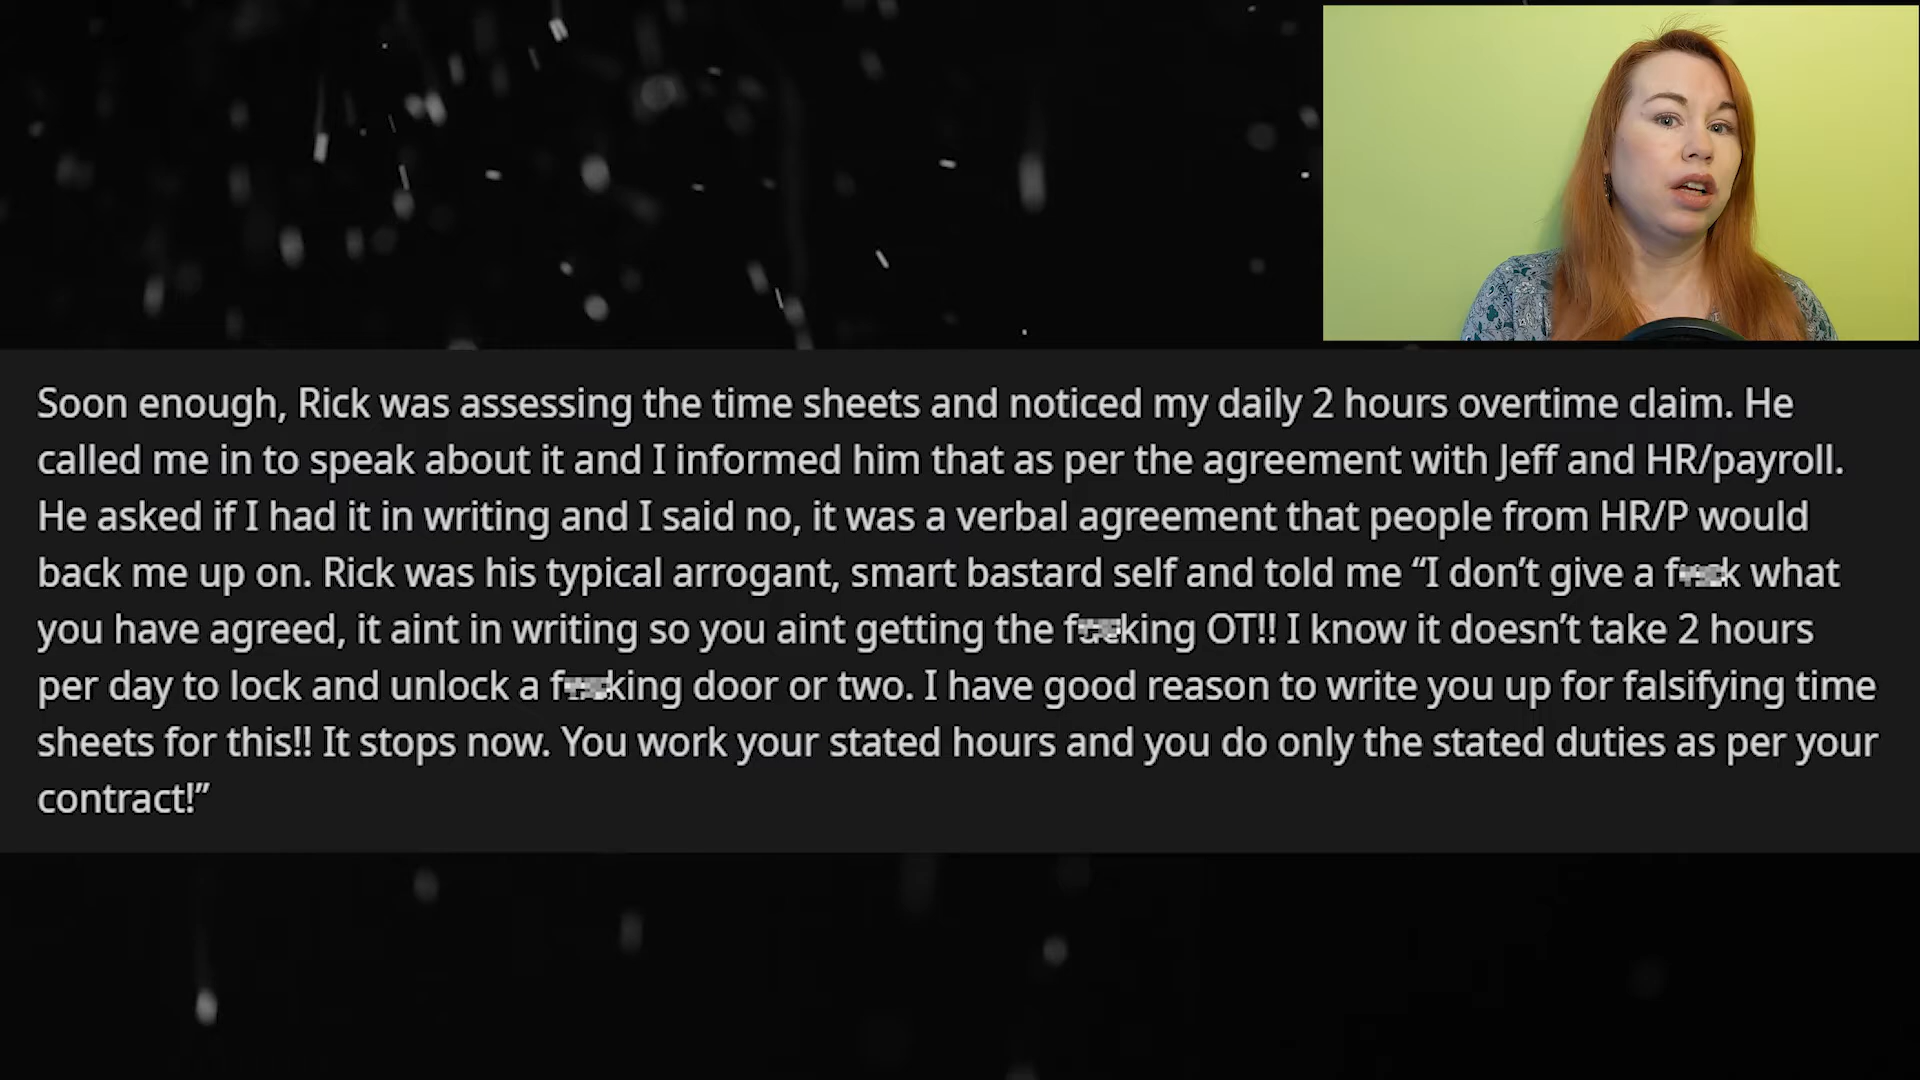 Soon enough, Rick was assessing the time sheets and noticed my daily 2 hours overtime claim. He
called me in to speak about it and I informed him that as per the agreement with Jeff and HR/payroll.
He asked if I had it in writing and I said no, it was a verbal agreement that people from HR/P would
back me up on. Rick was his typical arrogant, smart bastard self and told me “I don’t give a what
you have agreed, it aint in writing so you aint getting the OT!! I know it doesn’t take 2 hours
per day to lock and unlock a door or two. I have good reason to write you up for falsifying time
sheets for this!! It stops now. You work your stated hours and you do only the stated duties as per your
contract!”